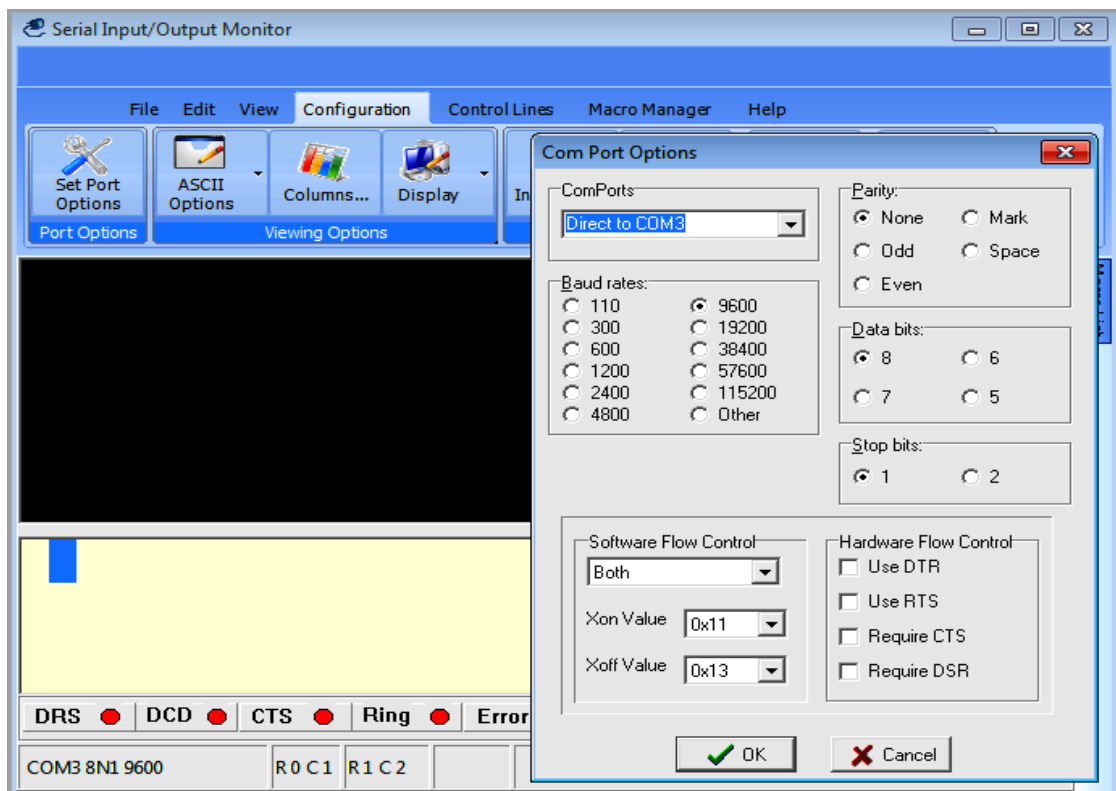 Serial Input/Output Monitor
File Edit View Configuration Control Lines Macro Manager Help
Set Port Options
ASCII Options
Columns...
Display
In
Port Options
Viewing Options
Com Port Options
ComPorts
Direct to COM3
Baud rates:
110 9600
300 19200
600 38400
1200 57600
2400 115200
4800 Other
Parity:
None Mark
Odd Space
Even
Data bits:
8 6
7 5
Stop bits:
1 2
Software Flow Control
Both
Xon Value 0x11
Xoff Value 0x13
Hardware Flow Control
Use DTR
Use RTS
Require CTS
Require DSR
OK Cancel
DRS DCD CTS Ring Error
COM3 8N1 9600 R 0 C 1 R 1 C 2